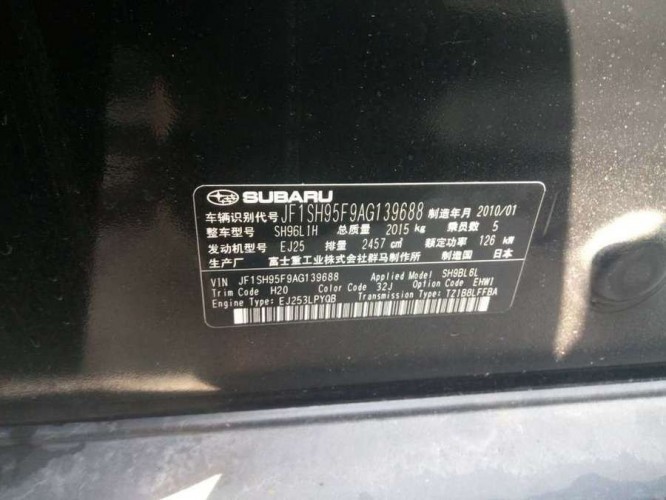 SUBARU
车辆识别代号 JF1SH95F9AG139688 制造年月 2010/01
整车型号 SH96L1H 总质量 2015 kg 乘员数 5
发动机型号 EJ25 排量 2457 cm³ 额定功率 126 kW
生产厂名 富士重工业株式会社群马制作所 日本
VIN JF1SH95F9AG139688 Applied Model SH9BL6L
Trim Code H20 Color Code 32J Option Code EHWI
Engine Type EJ253LPYQB Transmission Type TZ1B8LFFBA